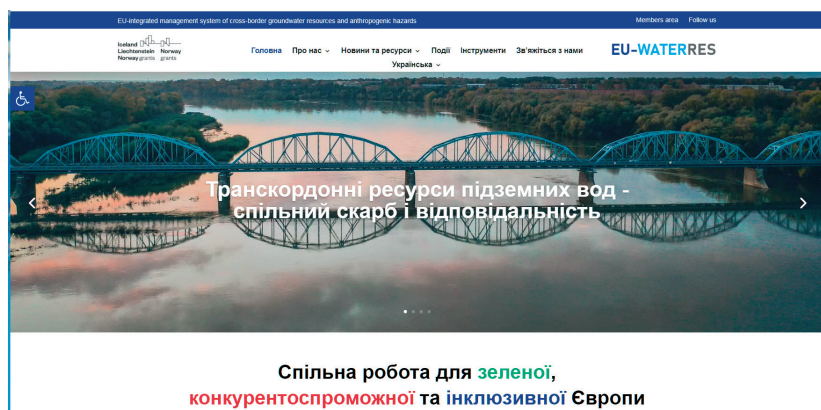 EU-integrated management system of cross-border groundwater resources and anthropogenic hazards
Members area Follow us
Iceland
Liechtenstein Norway
Norway grants grants
Головна Про нас Новини та ресурси Події Інструменти Зв'яжіться з нами
Українська
EU-WATERRES
Транскордонні ресурси підземних вод -
спільний скарб і відповідальність
Спільна робота для зеленої,
конкурентоспроможної та інклюзивної Європи